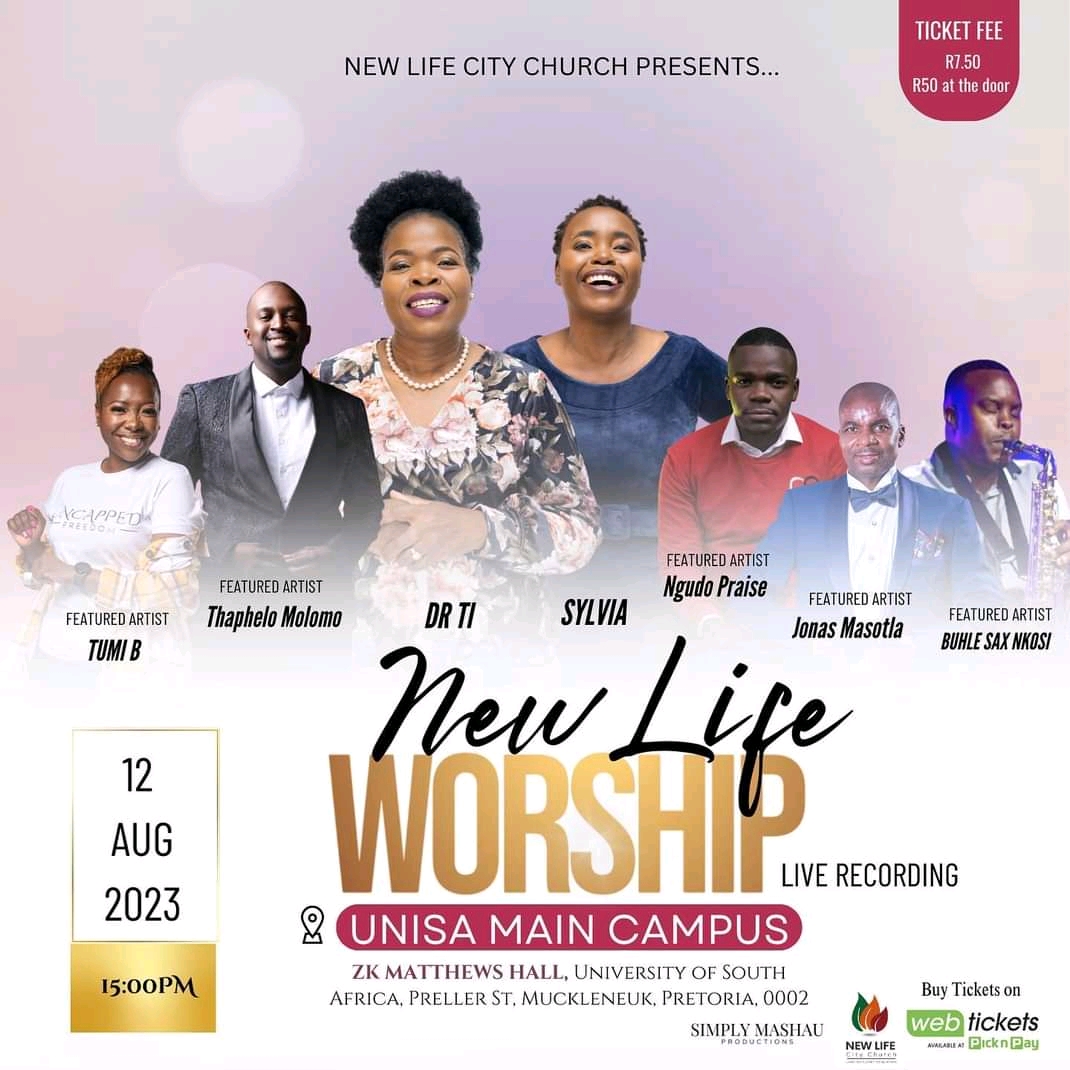 NEW LIFE CITY CHURCH PRESENTS...
TICKET FEE
R7.50
R50 at the door
UNCAPPED
FREEDOM
FEATURED ARTIST
TUMI B
FEATURED ARTIST
Thaphelo Molomo
DR TI
SYLVIA
FEATURED ARTIST
Ngudo Praise
FEATURED ARTIST
Jonas Masotla
FEATURED ARTIST
BUHLE SAX NKOSI
New Life
WORSHIP
LIVE RECORDING
12
AUG
2023
15:00PM
UNISA MAIN CAMPUS
ZK MATTHEWS HALL, UNIVERSITY OF SOUTH
AFRICA, PRELLER ST, MUCKLENEUK, PRETORIA, 0002
SIMPLY MASHAU
PRODUCTIONS
NEW LIFE
City Church
Buy Tickets on
web tickets
AVAILABLE AT Pick n Pay